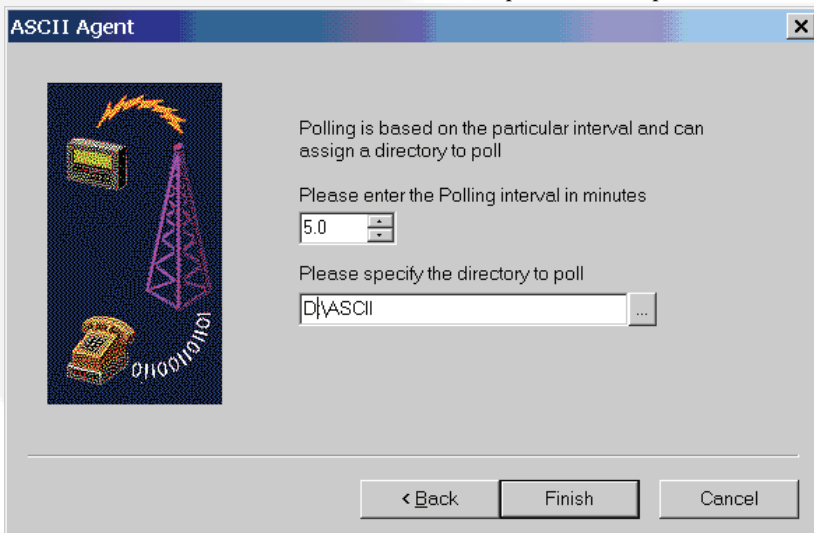 ASCII Agent
Polling is based on the particular interval and can
assign a directory to poll
Please enter the Polling interval in minutes
5.0
Please specify the directory to poll
D:\ASCII
...
< Back
Finish
Cancel